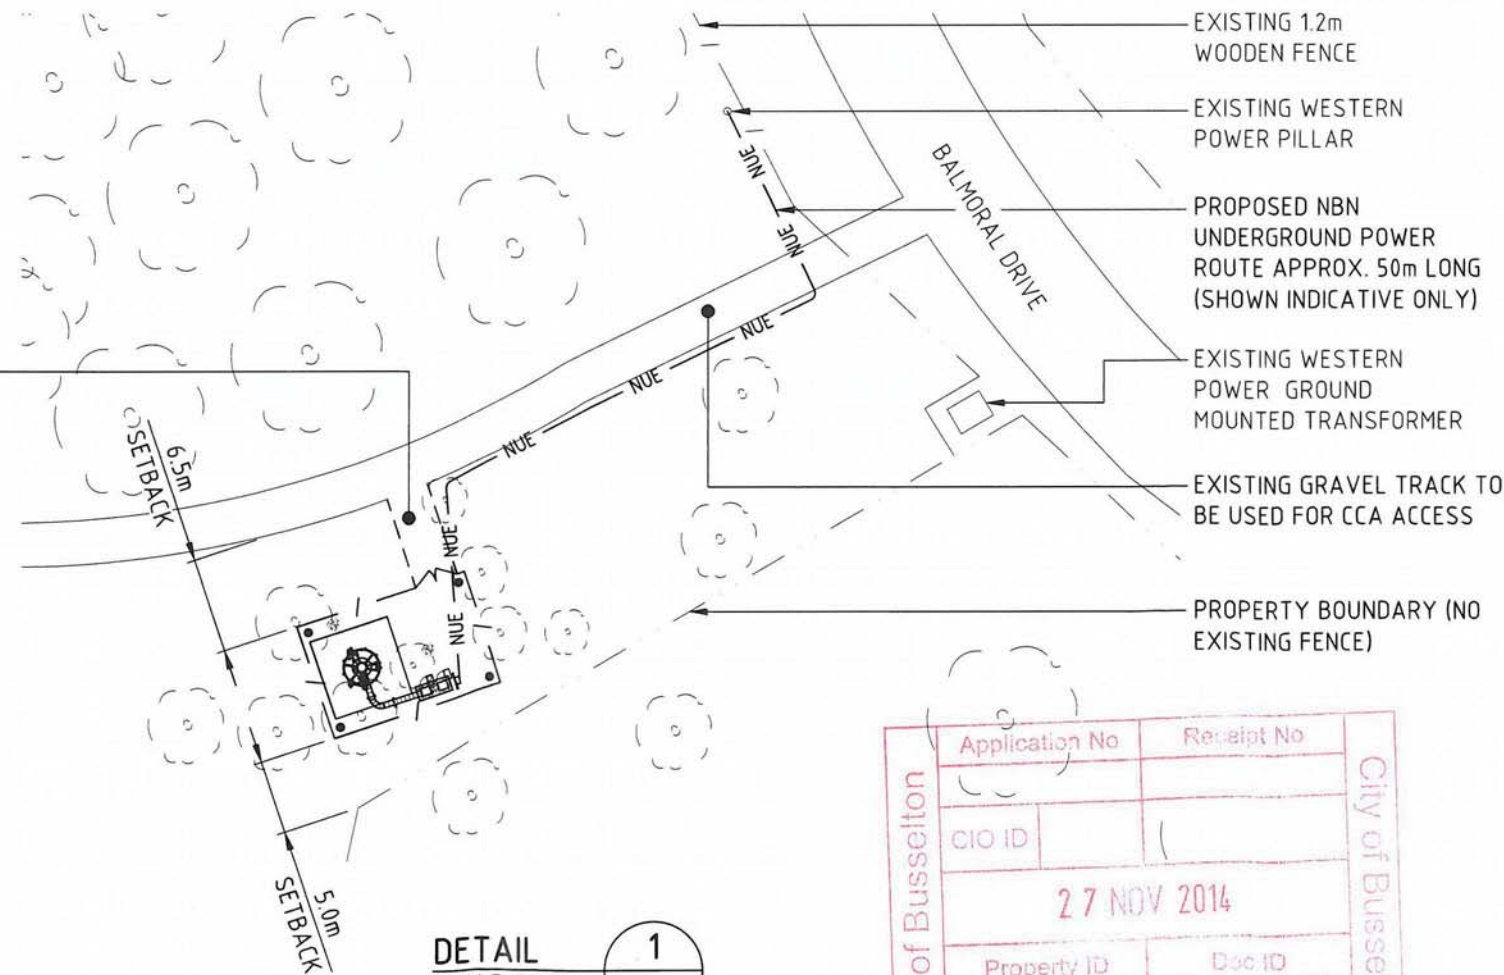 EXISTING 1.2m
WOODEN FENCE
EXISTING WESTERN
POWER PILLAR
PROPOSED NBN
UNDERGROUND POWER
ROUTE APPROX. 50m LONG
(SHOWN INDICATIVE ONLY)
EXISTING WESTERN
POWER GROUND
MOUNTED TRANSFORMER
EXISTING GRAVEL TRACK TO
BE USED FOR CCA ACCESS
PROPERTY BOUNDARY (NO
EXISTING FENCE)
BALMORAL DRIVE
NUE
NUE
NUE
NUE
NUE
NUE
NUE
6.5m
SETBACK
5.0m
SETBACK
DETAIL
1
of Busselton
Application No
Receipt No
CIO ID
27 NOV 2014
Property ID
Doc ID
City of Busse